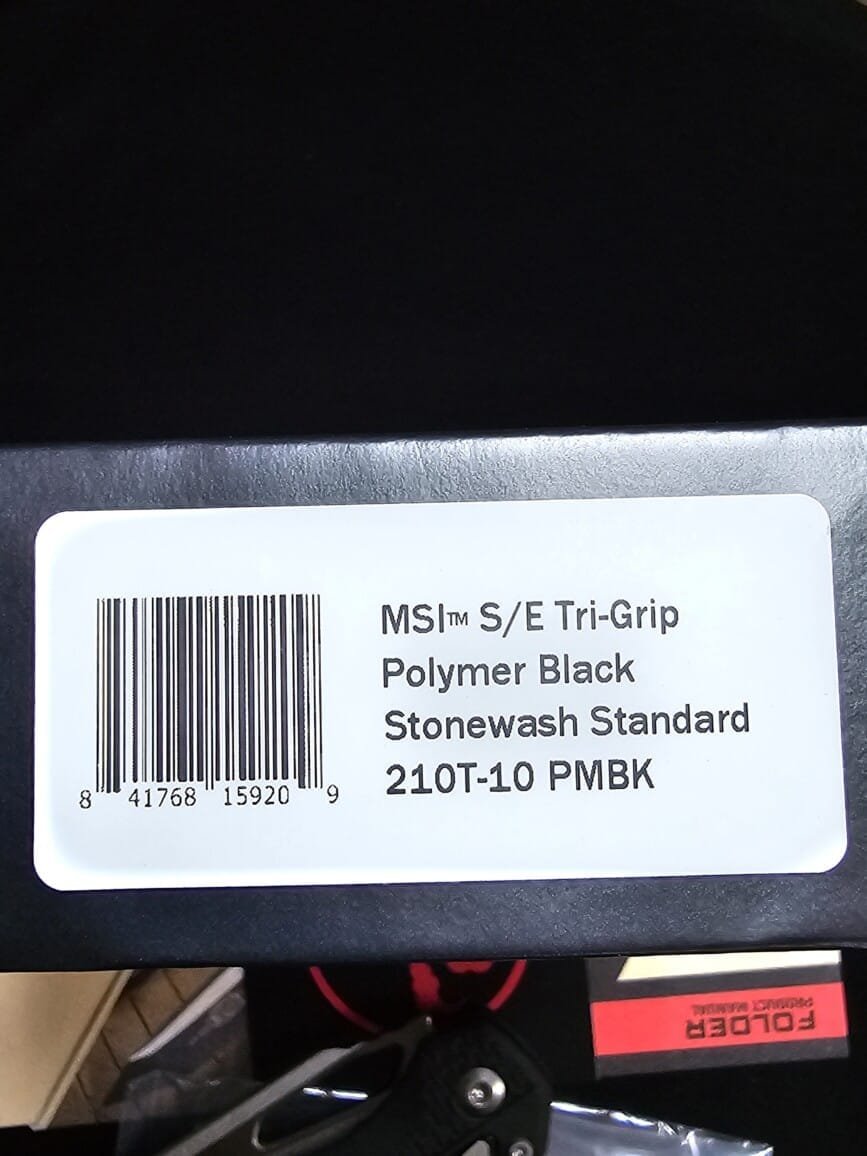 MSI™ S/E Tri-Grip
Polymer Black
Stonewash Standard
210T-10 PMBK
8 41768 15920 9
FOLDER
PRODUCT MANUAL